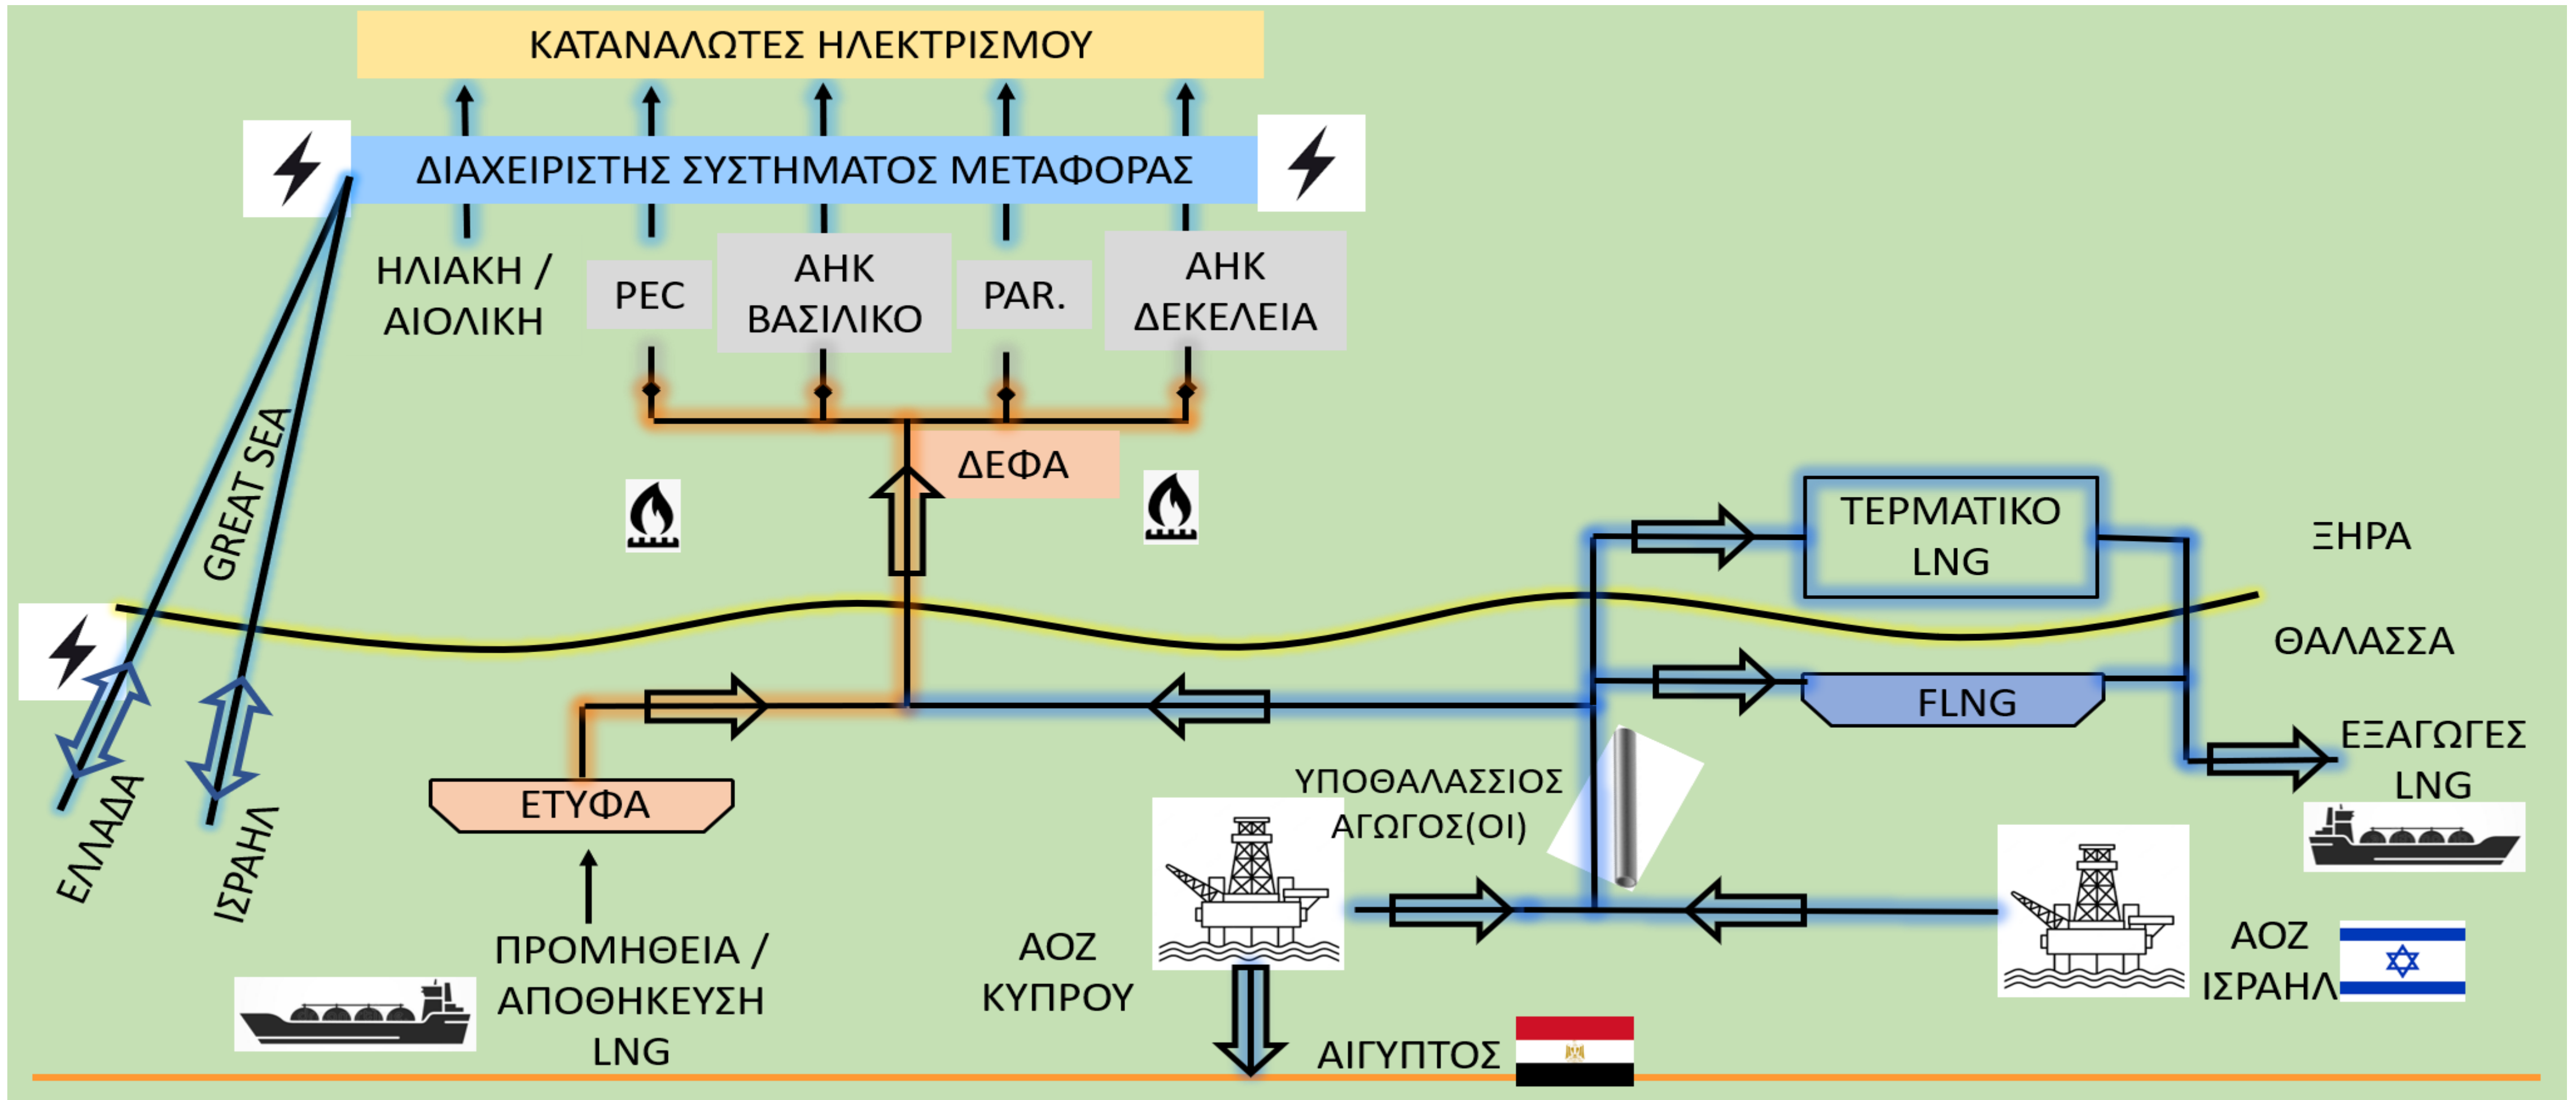 ΚΑΤΑΝΑΛΩΤΕΣ ΗΛΕΚΤΡΙΣΜΟΥ
ΔΙΑΧΕΙΡΙΣΤΗΣ ΣΥΣΤΗΜΑΤΟΣ ΜΕΤΑΦΟΡΑΣ
ΗΛΙΑΚΗ /
ΑΙΟΛΙΚΗ
PEC
ΑΗΚ
ΒΑΣΙΛΙΚΟ
PAR.
ΑΗΚ
ΔΕΚΕΛΕΙΑ
GREAT SEA
ΔΕΦΑ
ΤΕΡΜΑΤΙΚΟ
LNG
ΞΗΡΑ
ΘΑΛΑΣΣΑ
FLNG
ΕΞΑΓΩΓΕΣ
LNG
ΥΠΟΘΑΛΑΣΣΙΟΣ
ΑΓΩΓΟΣ(ΟΙ)
ΕΤΥΦΑ
ΕΛΛΑΔΑ
ΙΣΡΑΗΛ
ΠΡΟΜΗΘΕΙΑ /
ΑΠΟΘΗΚΕΥΣΗ
LNG
ΑΟΖ
ΚΥΠΡΟΥ
ΑΟΖ
ΙΣΡΑΗΛ
ΑΙΓΥΠΤΟΣ